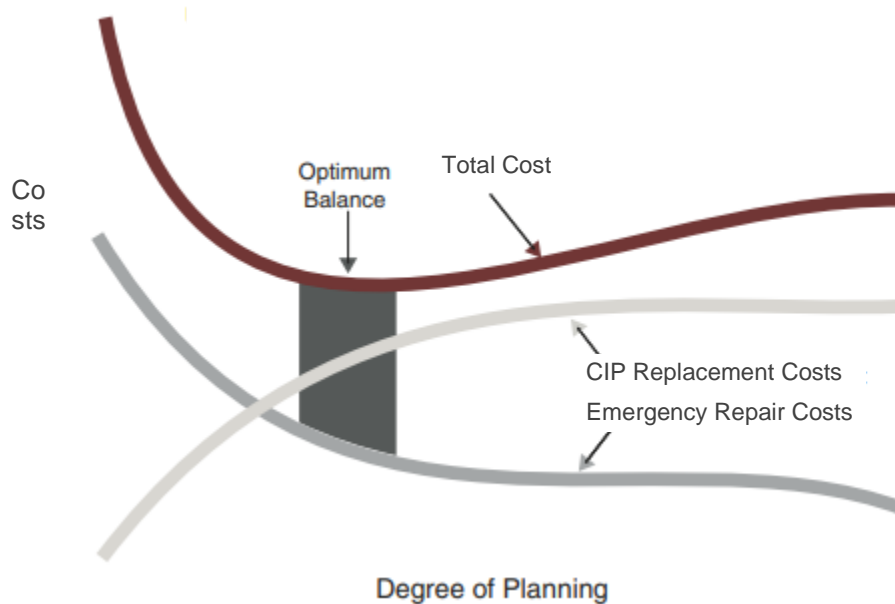 Optimum
Balance
Total Cost
Co
sts
CIP Replacement Costs
Emergency Repair Costs
Degree of Planning